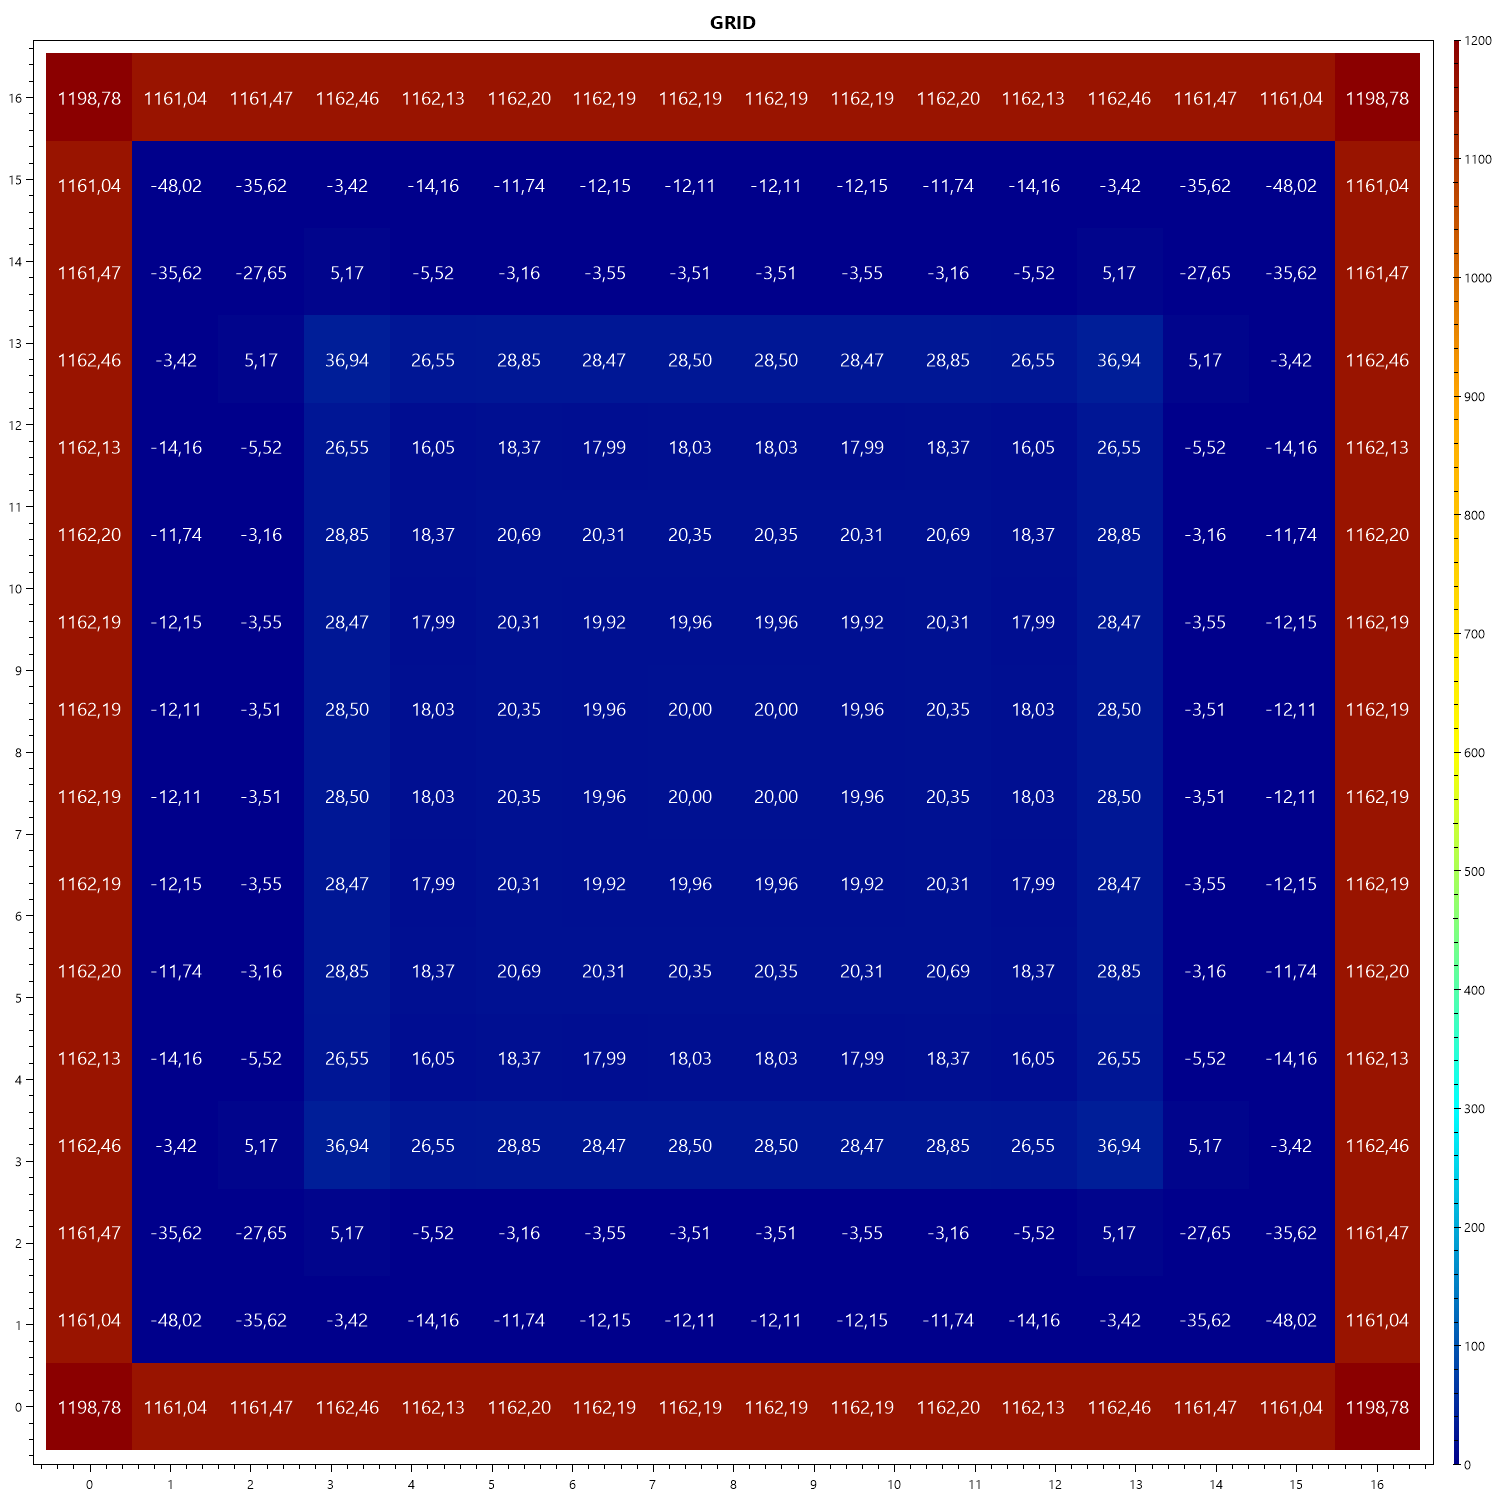 GRID
1198,78 1161,04 1161,47 1162,46 1162,13 1162,20 1162,19 1162,19 1162,19 1162,19 1162,20 1162,13 1162,46 1161,47 1161,04 1198,78
1161,04 -48,02 -35,62 -3,42 -14,16 -11,74 -12,15 -12,11 -12,11 -12,15 -11,74 -14,16 -3,42 -35,62 -48,02 1161,04
1161,47 -35,62 -27,65 5,17 -5,52 -3,16 -3,55 -3,51 -3,51 -3,55 -3,16 -5,52 5,17 -27,65 -35,62 1161,47
1162,46 -3,42 5,17 36,94 26,55 28,85 28,47 28,50 28,50 28,47 28,85 26,55 36,94 5,17 -3,42 1162,46
1162,13 -14,16 -5,52 26,55 16,05 18,37 17,99 18,03 18,03 17,99 18,37 16,05 26,55 -5,52 -14,16 1162,13
1162,20 -11,74 -3,16 28,85 18,37 20,69 20,31 20,35 20,35 20,31 20,69 18,37 28,85 -3,16 -11,74 1162,20
1162,19 -12,15 -3,55 28,47 17,99 20,31 19,92 19,96 19,96 19,92 20,31 17,99 28,47 -3,55 -12,15 1162,19
1162,19 -12,11 -3,51 28,50 18,03 20,35 19,96 20,00 20,00 19,96 20,35 18,03 28,50 -3,51 -12,11 1162,19
1162,19 -12,11 -3,51 28,50 18,03 20,35 19,96 20,00 20,00 19,96 20,35 18,03 28,50 -3,51 -12,11 1162,19
1162,19 -12,15 -3,55 28,47 17,99 20,31 19,92 19,96 19,96 19,92 20,31 17,99 28,47 -3,55 -12,15 1162,19
1162,20 -11,74 -3,16 28,85 18,37 20,69 20,31 20,35 20,35 20,31 20,69 18,37 28,85 -3,16 -11,74 1162,20
1162,13 -14,16 -5,52 26,55 16,05 18,37 17,99 18,03 18,03 17,99 18,37 16,05 26,55 -5,52 -14,16 1162,13
1162,46 -3,42 5,17 36,94 26,55 28,85 28,47 28,50 28,50 28,47 28,85 26,55 36,94 5,17 -3,42 1162,46
1161,47 -35,62 -27,65 5,17 -5,52 -3,16 -3,55 -3,51 -3,51 -3,55 -3,16 -5,52 5,17 -27,65 -35,62 1161,47
1161,04 -48,02 -35,62 -3,42 -14,16 -11,74 -12,15 -12,11 -12,11 -12,15 -11,74 -14,16 -3,42 -35,62 -48,02 1161,04
1198,78 1161,04 1161,47 1162,46 1162,13 1162,20 1162,19 1162,19 1162,19 1162,19 1162,20 1162,13 1162,46 1161,47 1161,04 1198,78
16
15
14
13
12
11
10
9
8
7
6
5
4
3
2
1
0
0 1 2 3 4 5 6 7 8 9 10 11 12 13 14 15 16
1200
1100
1000
900
800
700
600
500
400
300
200
100
0